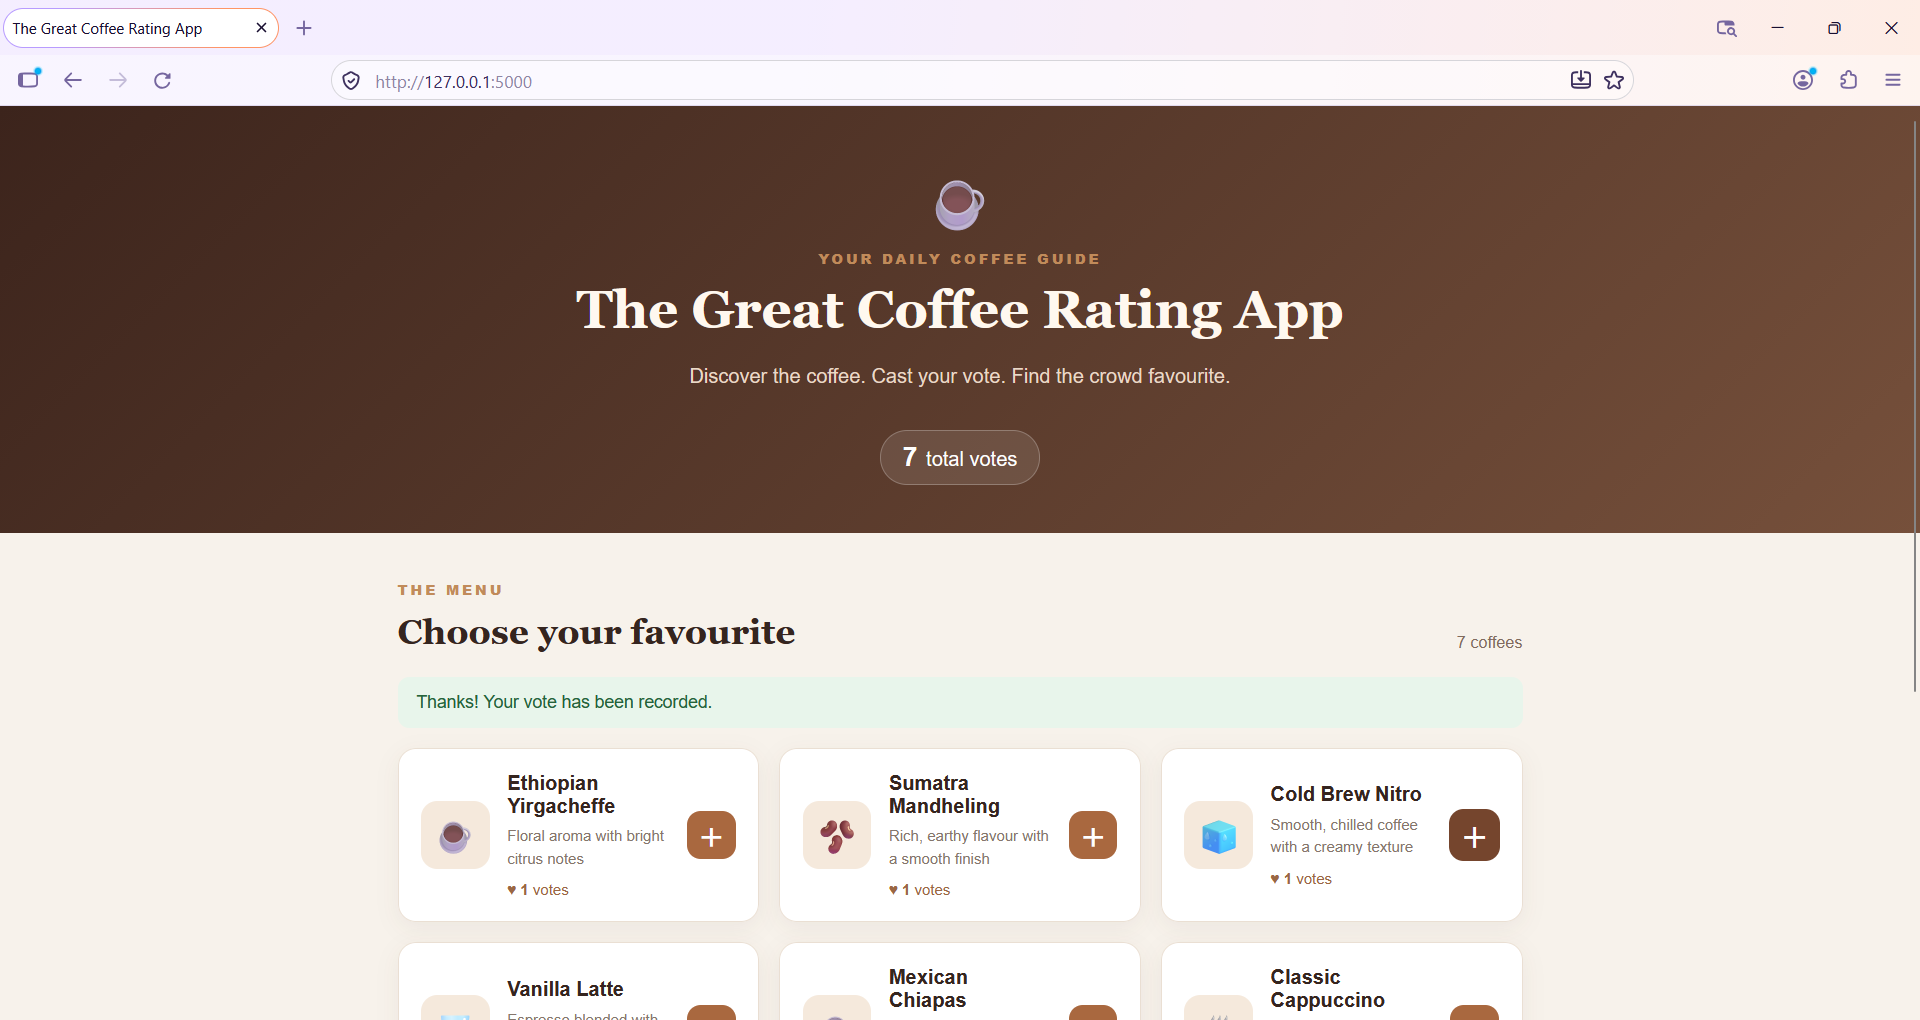 The Great Coffee Rating App
http://127.0.0.1:5000
YOUR DAILY COFFEE GUIDE
The Great Coffee Rating App
Discover the coffee. Cast your vote. Find the crowd favourite.
7 total votes
THE MENU
Choose your favourite
7 coffees
Thanks! Your vote has been recorded.
Ethiopian
Yirgacheffe
Floral aroma with bright
citrus notes
♥ 1 votes
Sumatra
Mandheling
Rich, earthy flavour with
a smooth finish
♥ 1 votes
Cold Brew Nitro
Smooth, chilled coffee
with a creamy texture
♥ 1 votes
Vanilla Latte
Espresso blended with
Mexican
Chiapas
Classic
Cappuccino